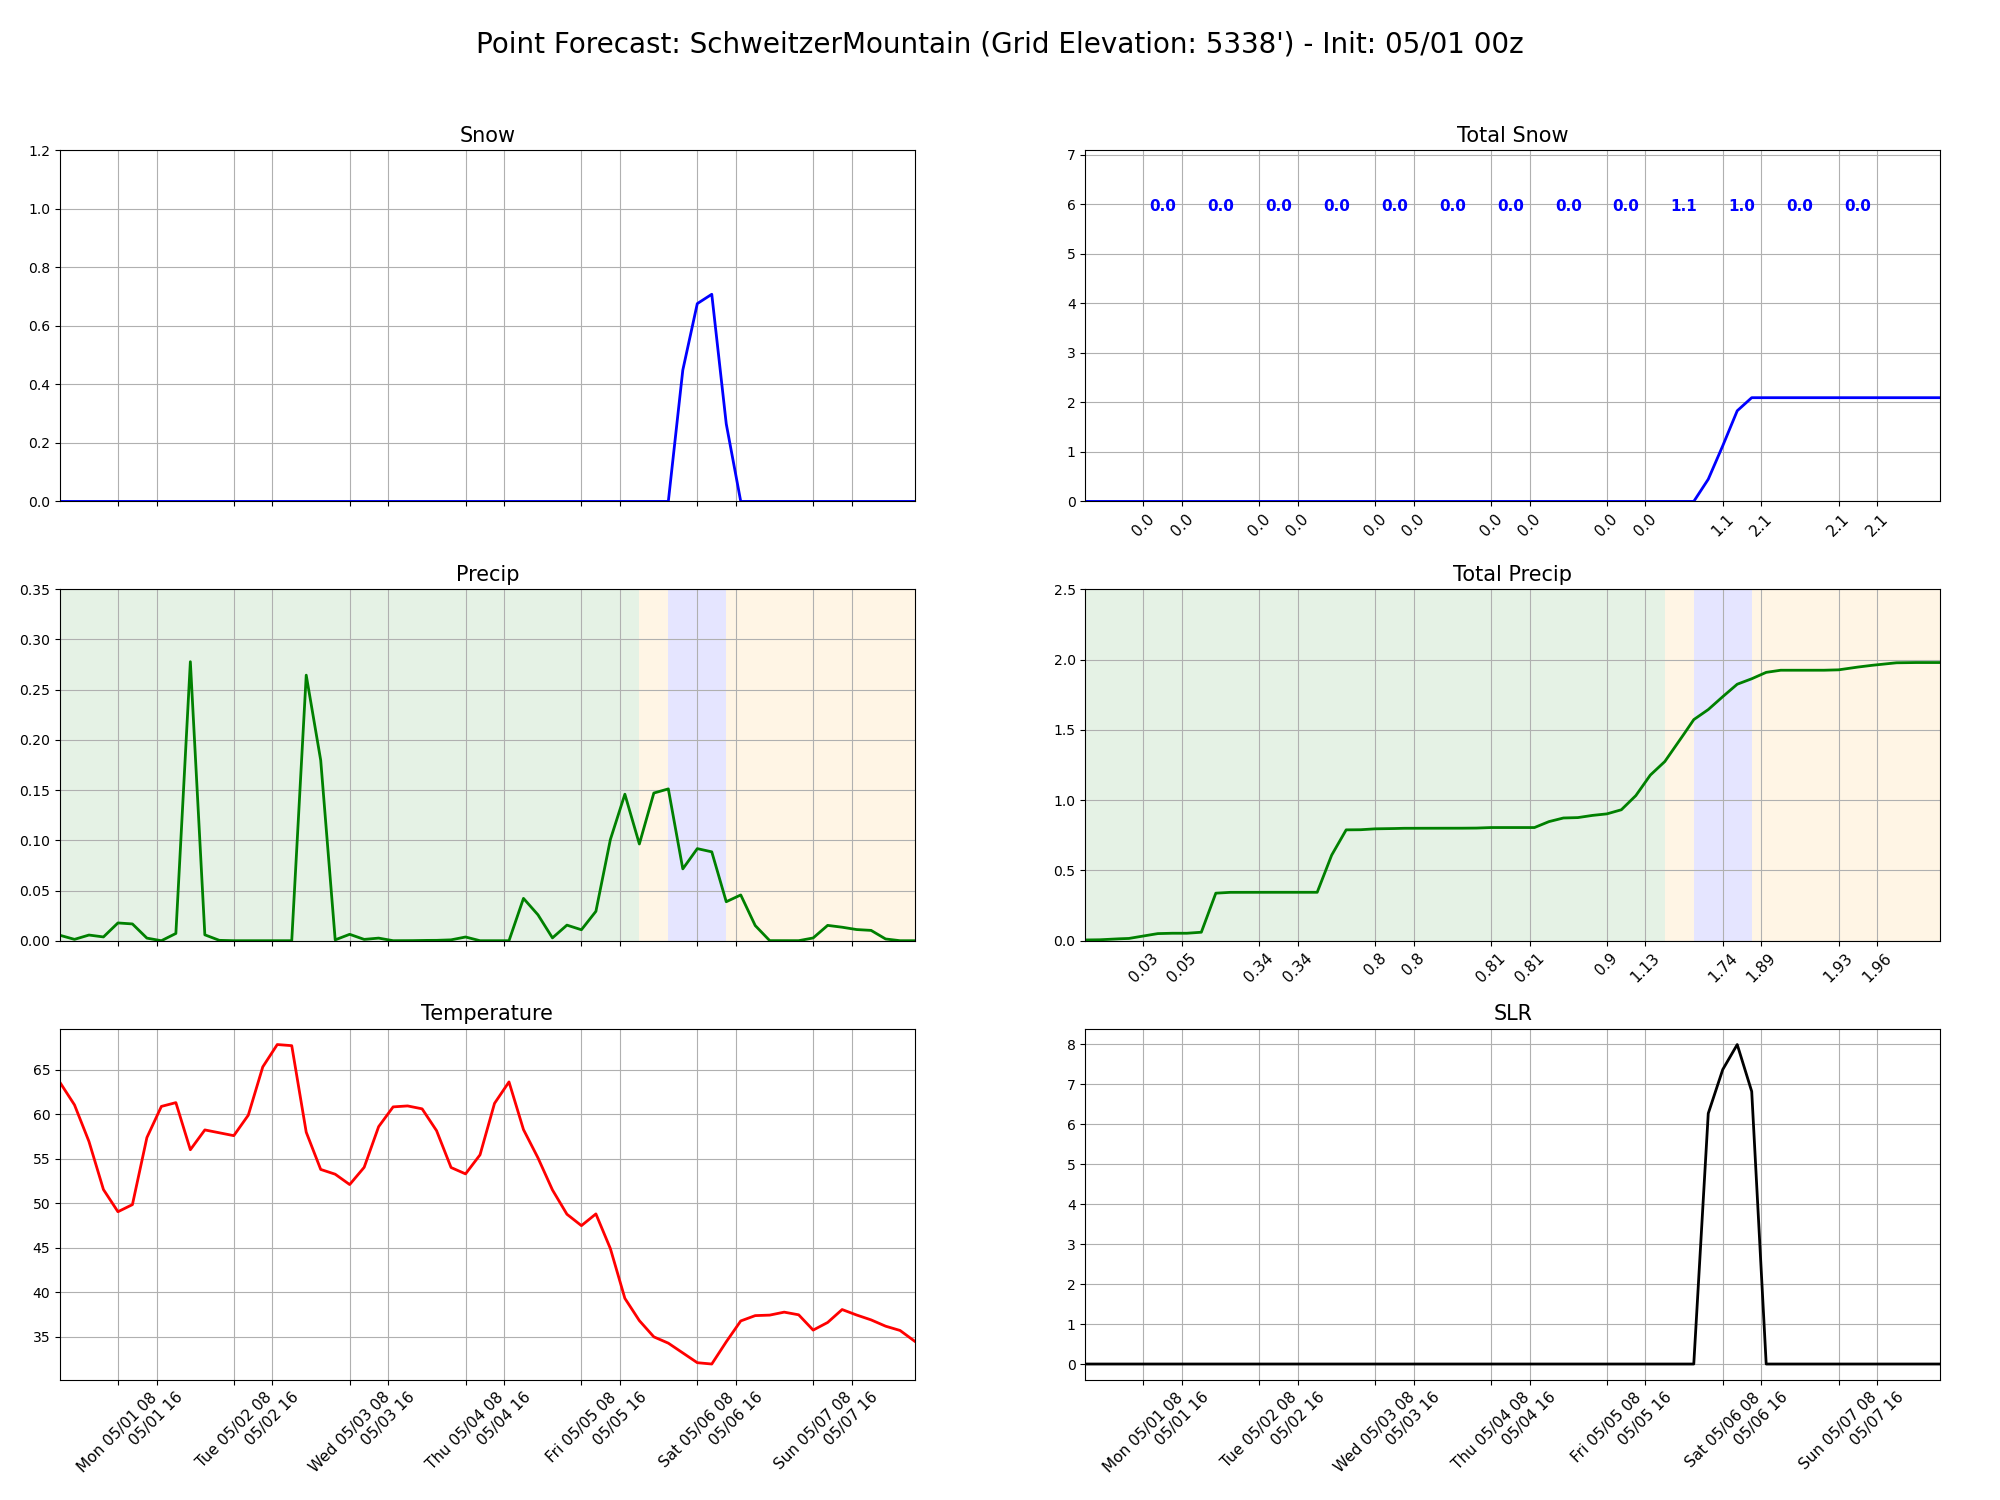 Point Forecast: SchweitzerMountain (Grid Elevation: 5338') - Init: 05/01 00z
Snow
1.2
1.0
0.8
0.6
0.4
0.2
0.0
Total Snow
7
6
5
4
3
2
1
0
0.0 0.0 0.0 0.0 0.0 0.0 0.0 0.0 0.0 1.1 1.0 0.0 0.0
0.0 0.0 0.0 0.0 0.0 0.0 0.0 0.0 0.0 0.0 1.1 2.1 2.1 2.1
Precip
0.35
0.30
0.25
0.20
0.15
0.10
0.05
0.00
Total Precip
2.5
2.0
1.5
1.0
0.5
0.0
0.03 0.05 0.34 0.34 0.8 0.8 0.81 0.81 0.9 1.13 1.74 1.89 1.93 1.96
Temperature
65
60
55
50
45
40
35
Mon 05/01 08
05/01 16
Tue 05/02 08
05/02 16
Wed 05/03 08
05/03 16
Thu 05/04 08
05/04 16
Fri 05/05 08
05/05 16
Sat 05/06 08
05/06 16
Sun 05/07 08
05/07 16
SLR
8
7
6
5
4
3
2
1
0
Mon 05/01 08
05/01 16
Tue 05/02 08
05/02 16
Wed 05/03 08
05/03 16
Thu 05/04 08
05/04 16
Fri 05/05 08
05/05 16
Sat 05/06 08
05/06 16
Sun 05/07 08
05/07 16